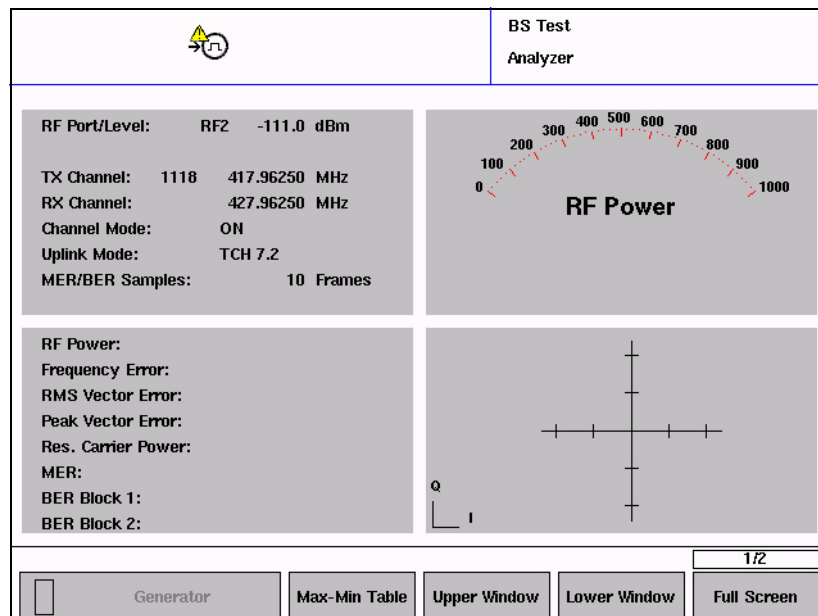 BS Test
Analyzer
RF Port/Level: RF2 -111.0 dBm
TX Channel: 1118 417.96250 MHz
RX Channel: 427.96250 MHz
Channel Mode: ON
Uplink Mode: TCH 7.2
MER/BER Samples: 10 Frames
0 100 200 300 400 500 600 700 800 900 1000
RF Power
RF Power:
Frequency Error:
RMS Vector Error:
Peak Vector Error:
Res. Carrier Power:
MER:
BER Block 1:
BER Block 2:
Q
I
1/2
Generator
Max-Min Table
Upper Window
Lower Window
Full Screen